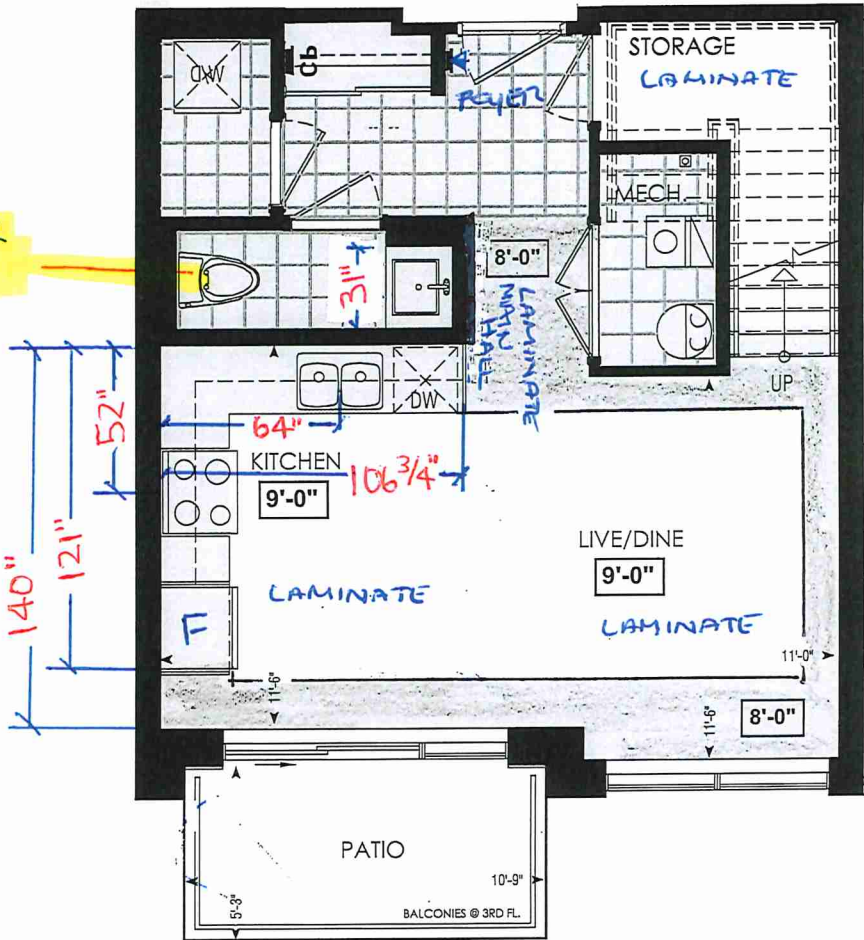 STORAGE
LAMINATE
W/D
Cb
FOYER
MECH.
31"
8'-0"
LAMINATE
MAIN
HALL
UP
DW
52"
64"
KITCHEN
106 3/4"
9'-0"
LIVE/DINE
9'-0"
140"
121"
LAMINATE
LAMINATE
F
11'-0"
11'-6"
11'-6"
8'-0"
PATIO
10'-9"
5'-3"
BALCONIES @ 3RD FL.